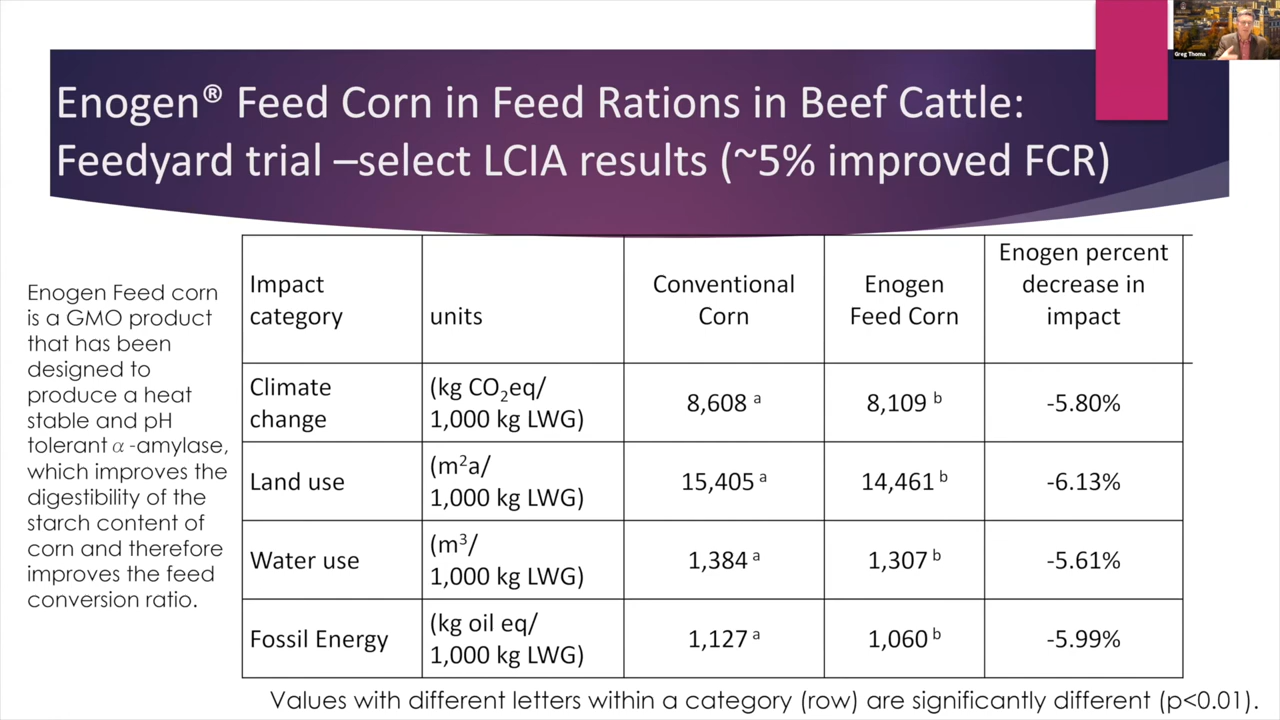 Greg Thoma
Enogen® Feed Corn in Feed Rations in Beef Cattle:
Feedyard trial –select LCIA results (~5% improved FCR)
Enogen Feed corn
is a GMO product
that has been
designed to
produce a heat
stable and pH
tolerant α -amylase,
which improves the
digestibility of the
starch content of
corn and therefore
improves the feed
conversion ratio.
Impact
category
units
Conventional
Corn
Enogen
Feed Corn
Enogen percent
decrease in
impact
Climate
change
(kg CO₂eq/
1,000 kg LWG)
8,608 ᵃ
8,109 ᵇ
-5.80%
Land use
(m²a/
1,000 kg LWG)
15,405 ᵃ
14,461 ᵇ
-6.13%
Water use
(m³/
1,000 kg LWG)
1,384 ᵃ
1,307 ᵇ
-5.61%
Fossil Energy
(kg oil eq/
1,000 kg LWG)
1,127 ᵃ
1,060 ᵇ
-5.99%
Values with different letters within a category (row) are significantly different (p<0.01).